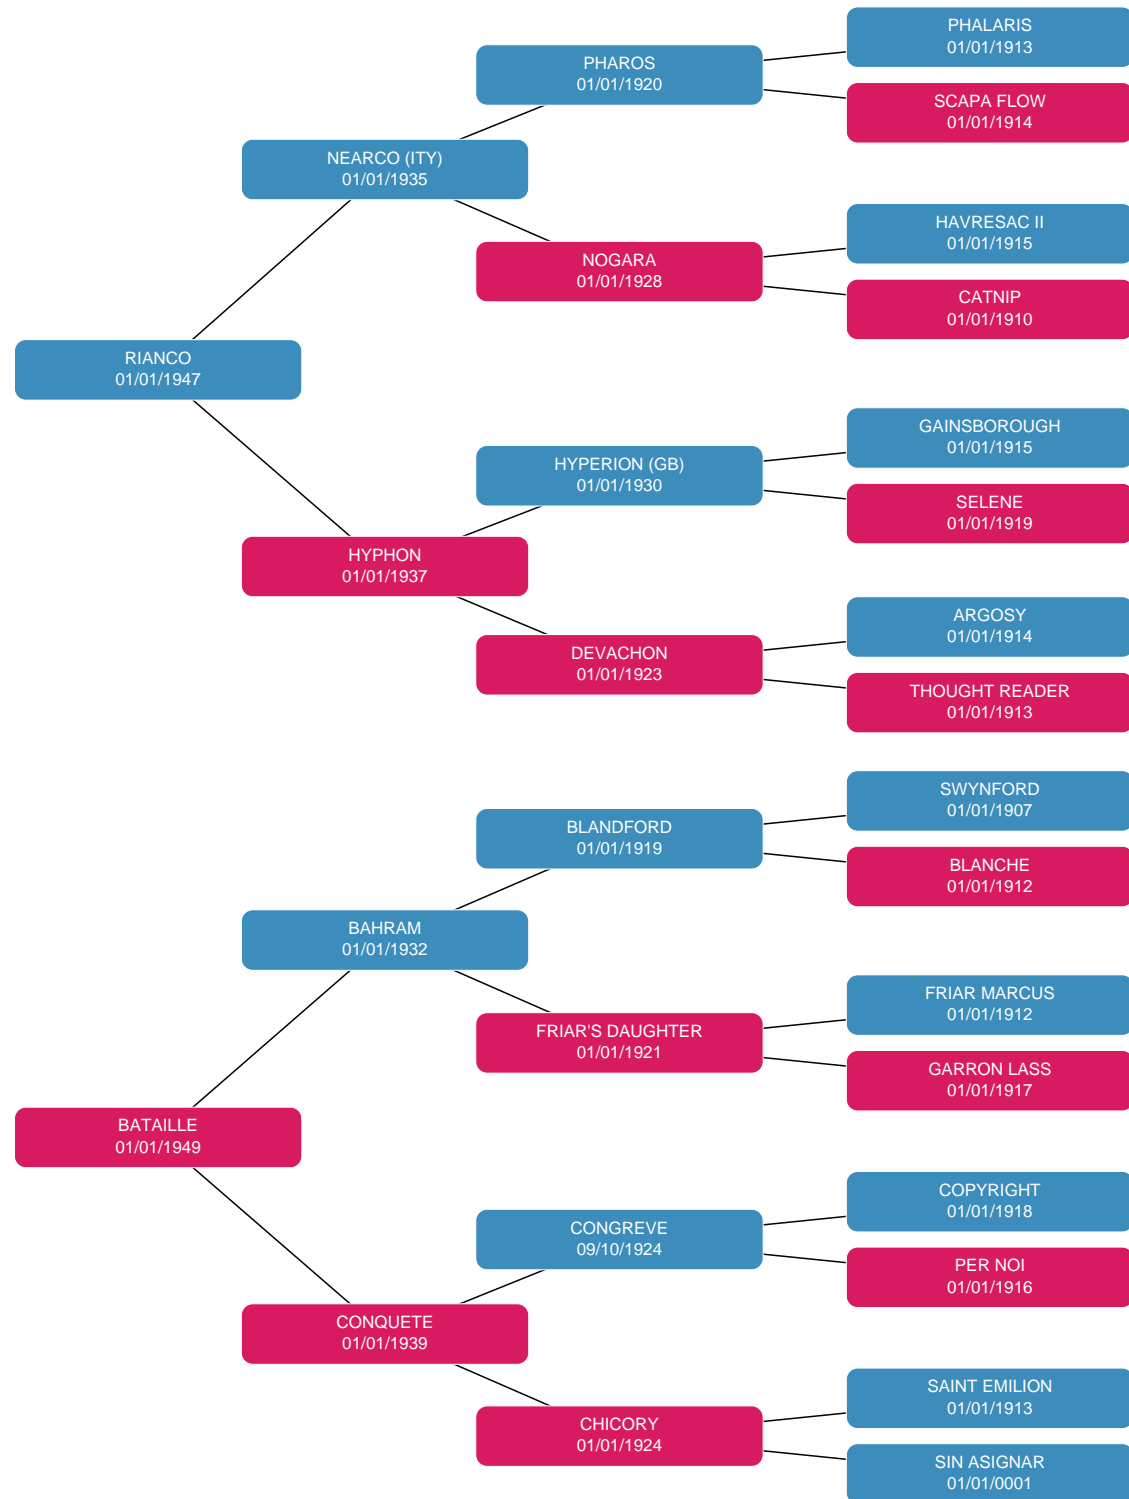 PHALARIS
01/01/1913
PHAROS
01/01/1920
SCAPA FLOW
01/01/1914
NEARCO (ITY)
01/01/1935
HAVRESAC II
01/01/1915
NOGARA
01/01/1928
CATNIP
01/01/1910
RIANCO
01/01/1947
GAINSBOROUGH
01/01/1915
HYPERION (GB)
01/01/1930
SELENE
01/01/1919
HYPHON
01/01/1937
ARGOSY
01/01/1914
DEVACHON
01/01/1923
THOUGHT READER
01/01/1913
SWYNFORD
01/01/1907
BLANDFORD
01/01/1919
BLANCHE
01/01/1912
BAHRAM
01/01/1932
FRIAR MARCUS
01/01/1912
FRIAR'S DAUGHTER
01/01/1921
GARRON LASS
01/01/1917
BATAILLE
01/01/1949
COPYRIGHT
01/01/1918
CONGREVE
09/10/1924
PER NOI
01/01/1916
CONQUETE
01/01/1939
SAINT EMILION
01/01/1913
CHICORY
01/01/1924
SIN ASIGNAR
01/01/0001